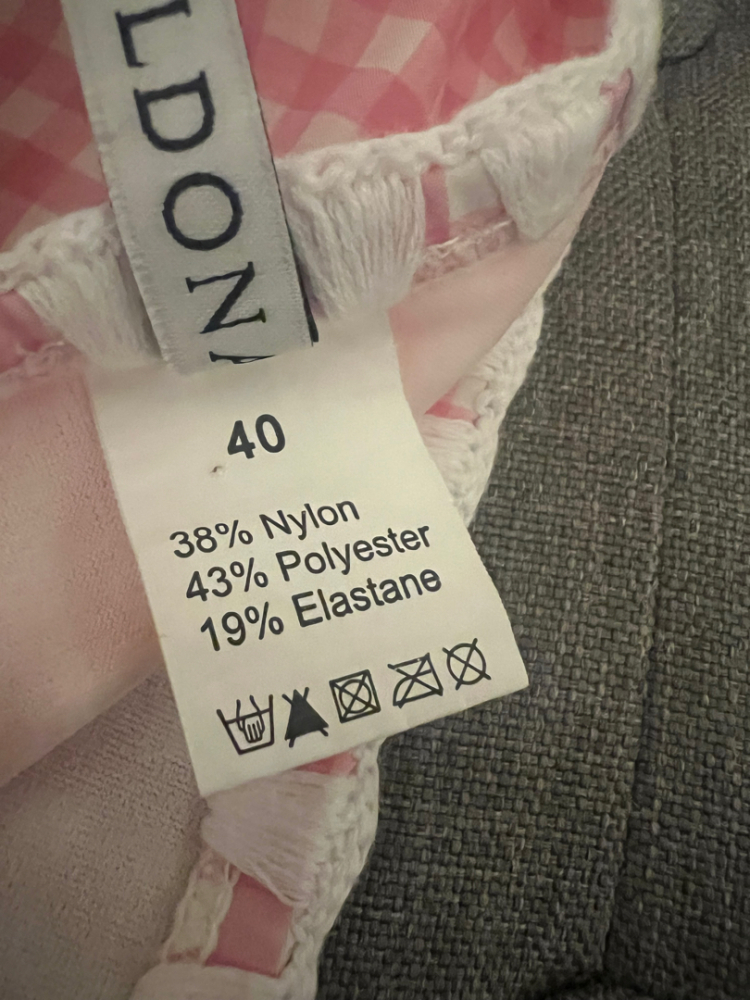 LDON
40
38% Nylon
43% Polyester
19% Elastane